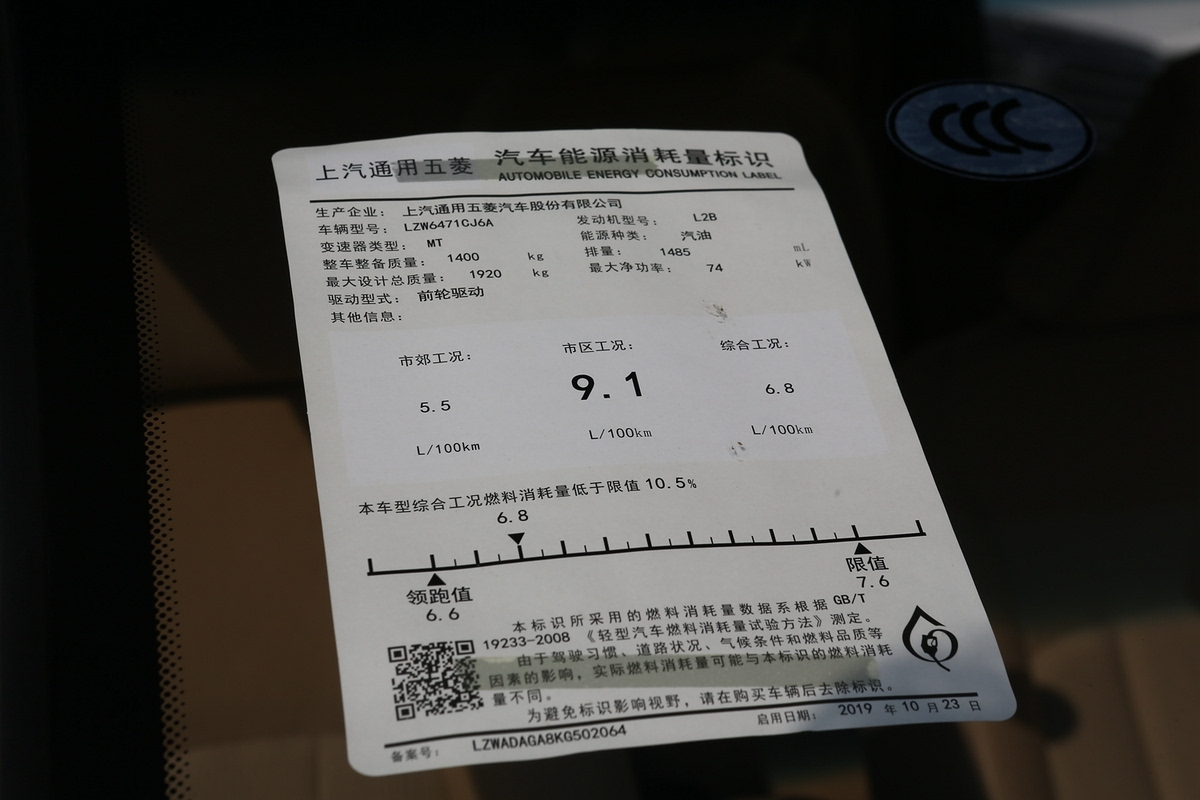 上汽通用五菱 汽车能源消耗量标识
AUTOMOBILE ENERGY CONSUMPTION LABEL
生产企业： 上汽通用五菱汽车股份有限公司
车辆型号： LZW6471CJ6A 发动机型号： L2B
变速器类型： MT 能源种类： 汽油
整车整备质量： 1400 kg 排量： 1485 mL
最大设计总质量： 1920 kg 最大净功率： 74 kW
驱动型式： 前轮驱动
其他信息：
市郊工况： 市区工况： 综合工况：
5.5 9.1 6.8
L/100km L/100km L/100km
本车型综合工况燃料消耗量低于限值10.5%
6.8
领跑值 限值
6.6 7.6
本标识所采用的燃料消耗量数据系根据GB/T
19233-2008 《轻型汽车燃料消耗量试验方法》测定。
由于驾驶习惯、道路状况、气候条件和燃料品质等
因素的影响，实际燃料消耗量可能与本标识的燃料消耗
量不同。
为避免标识影响视野，请在购买车辆后去除标识。
备案号： LZWADAGA8KG502064 启用日期： 2019 年 10 月 23 日
CCC